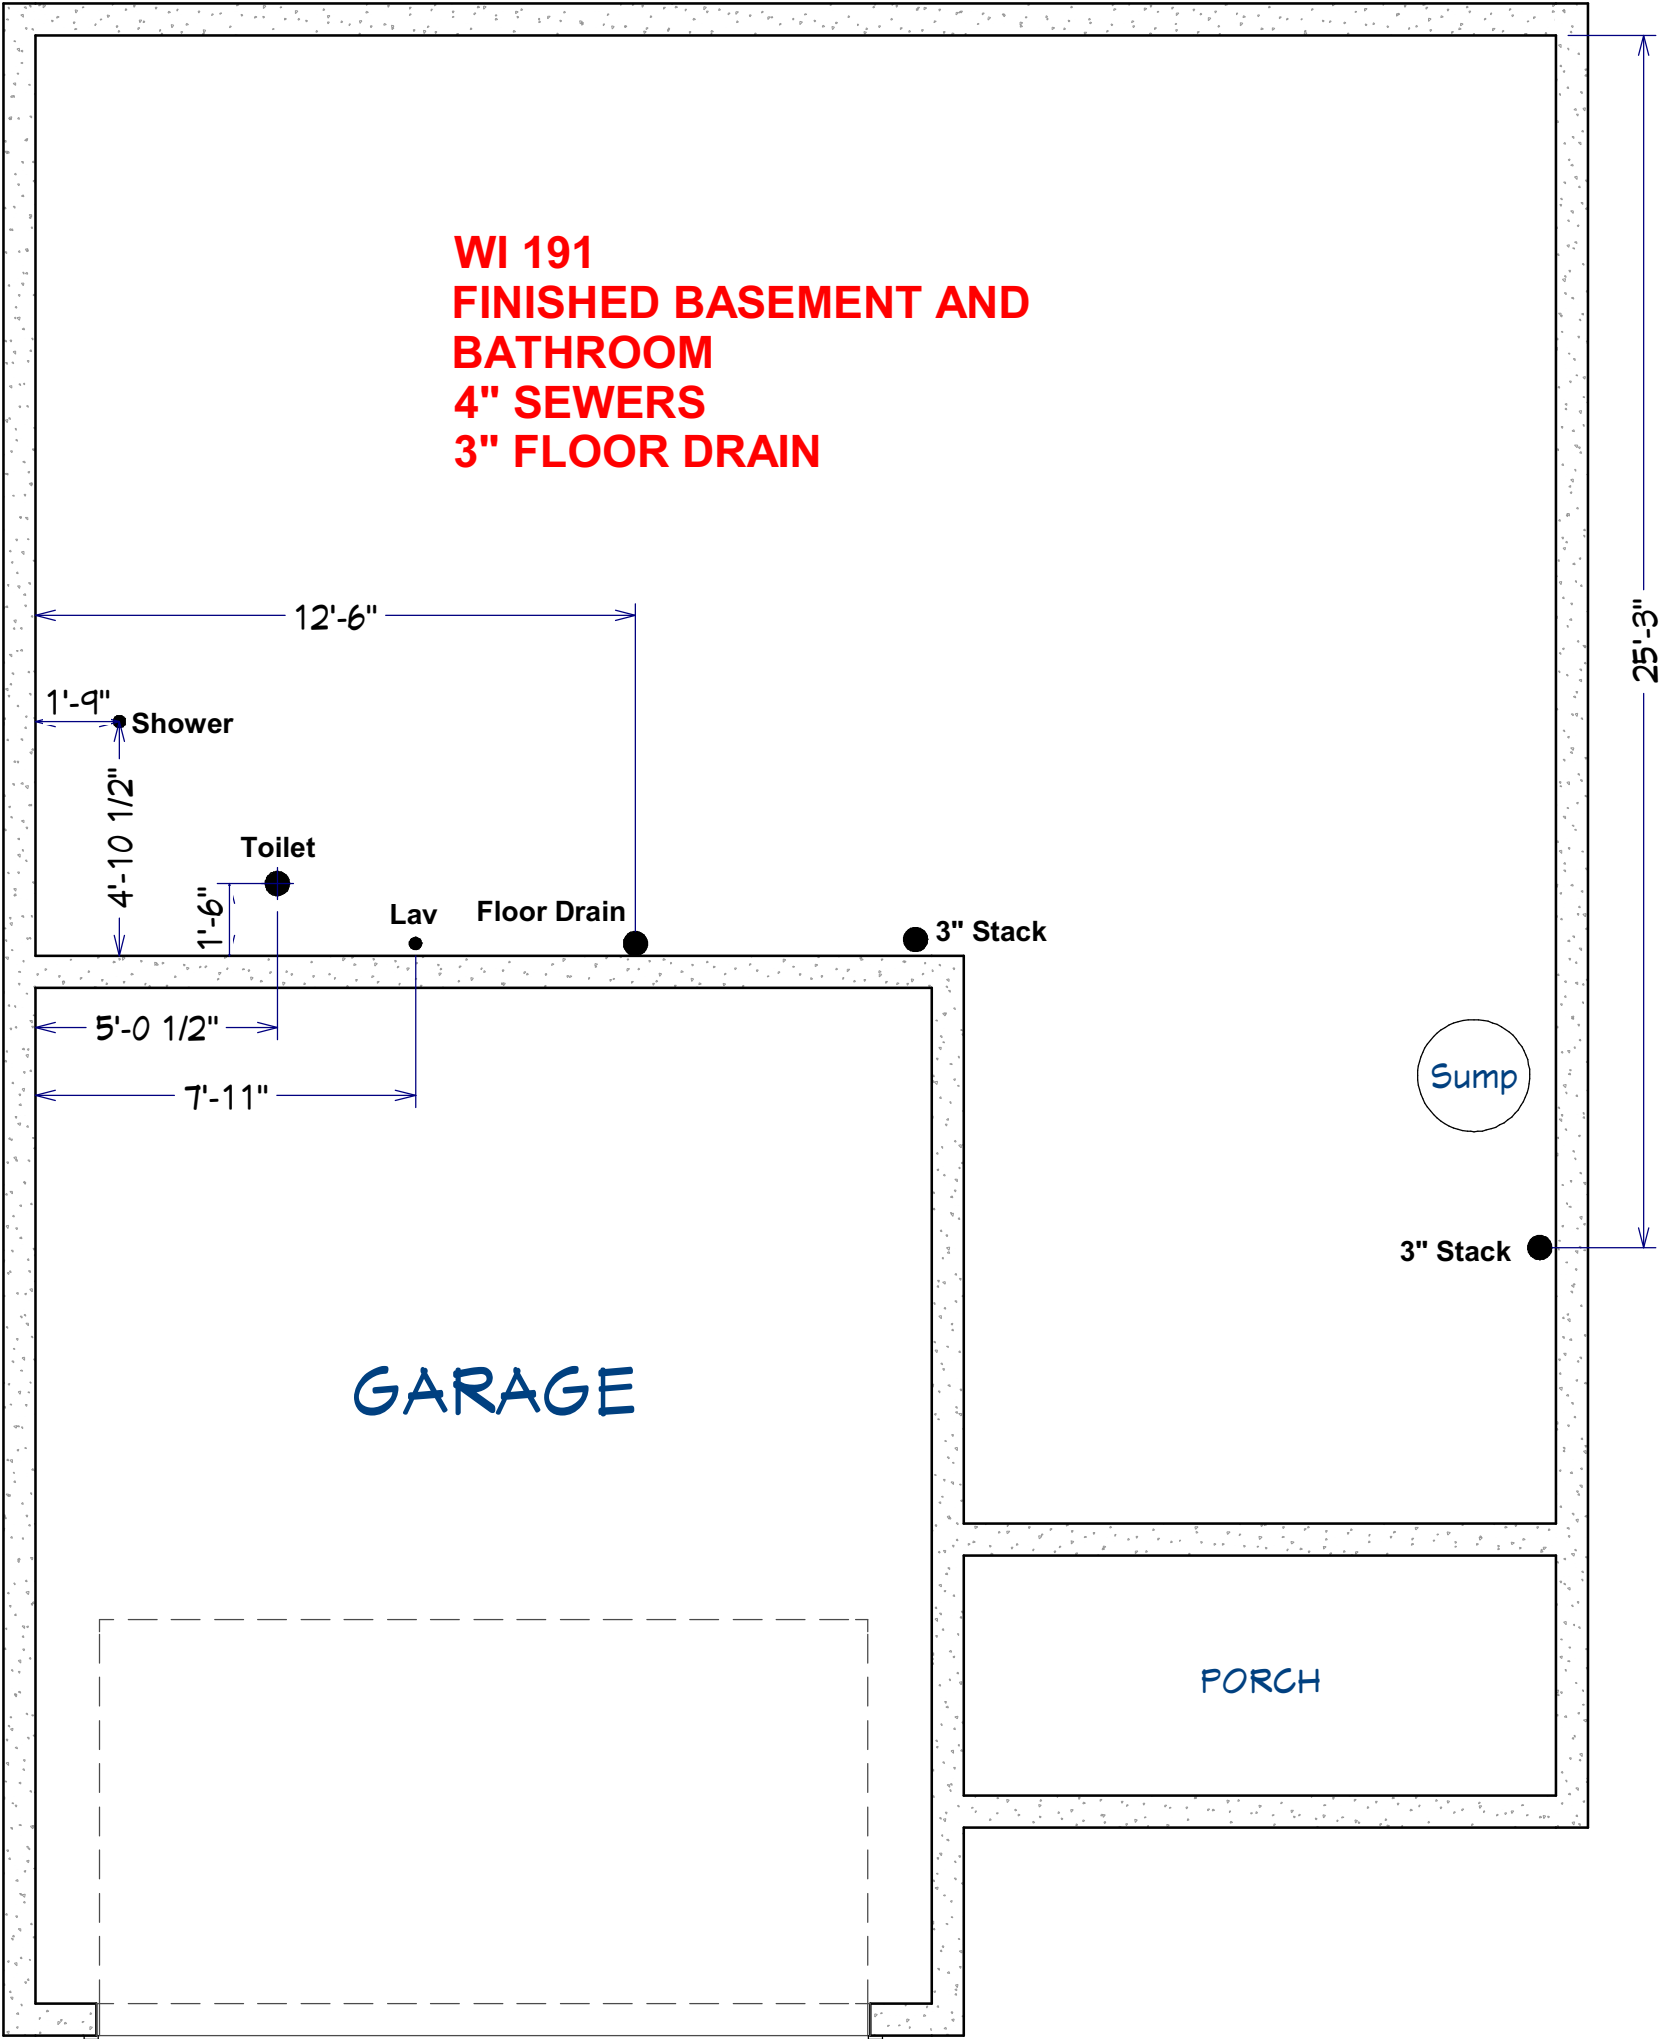 WI 191
FINISHED BASEMENT AND
BATHROOM
4" SEWERS
3" FLOOR DRAIN
12'-6"
25'-3"
1'-9"
Shower
4'-10 1/2"
Toilet
1'-6"
Lav
Floor Drain
3" Stack
5'-0 1/2"
7'-11"
Sump
3" Stack
GARAGE
PORCH